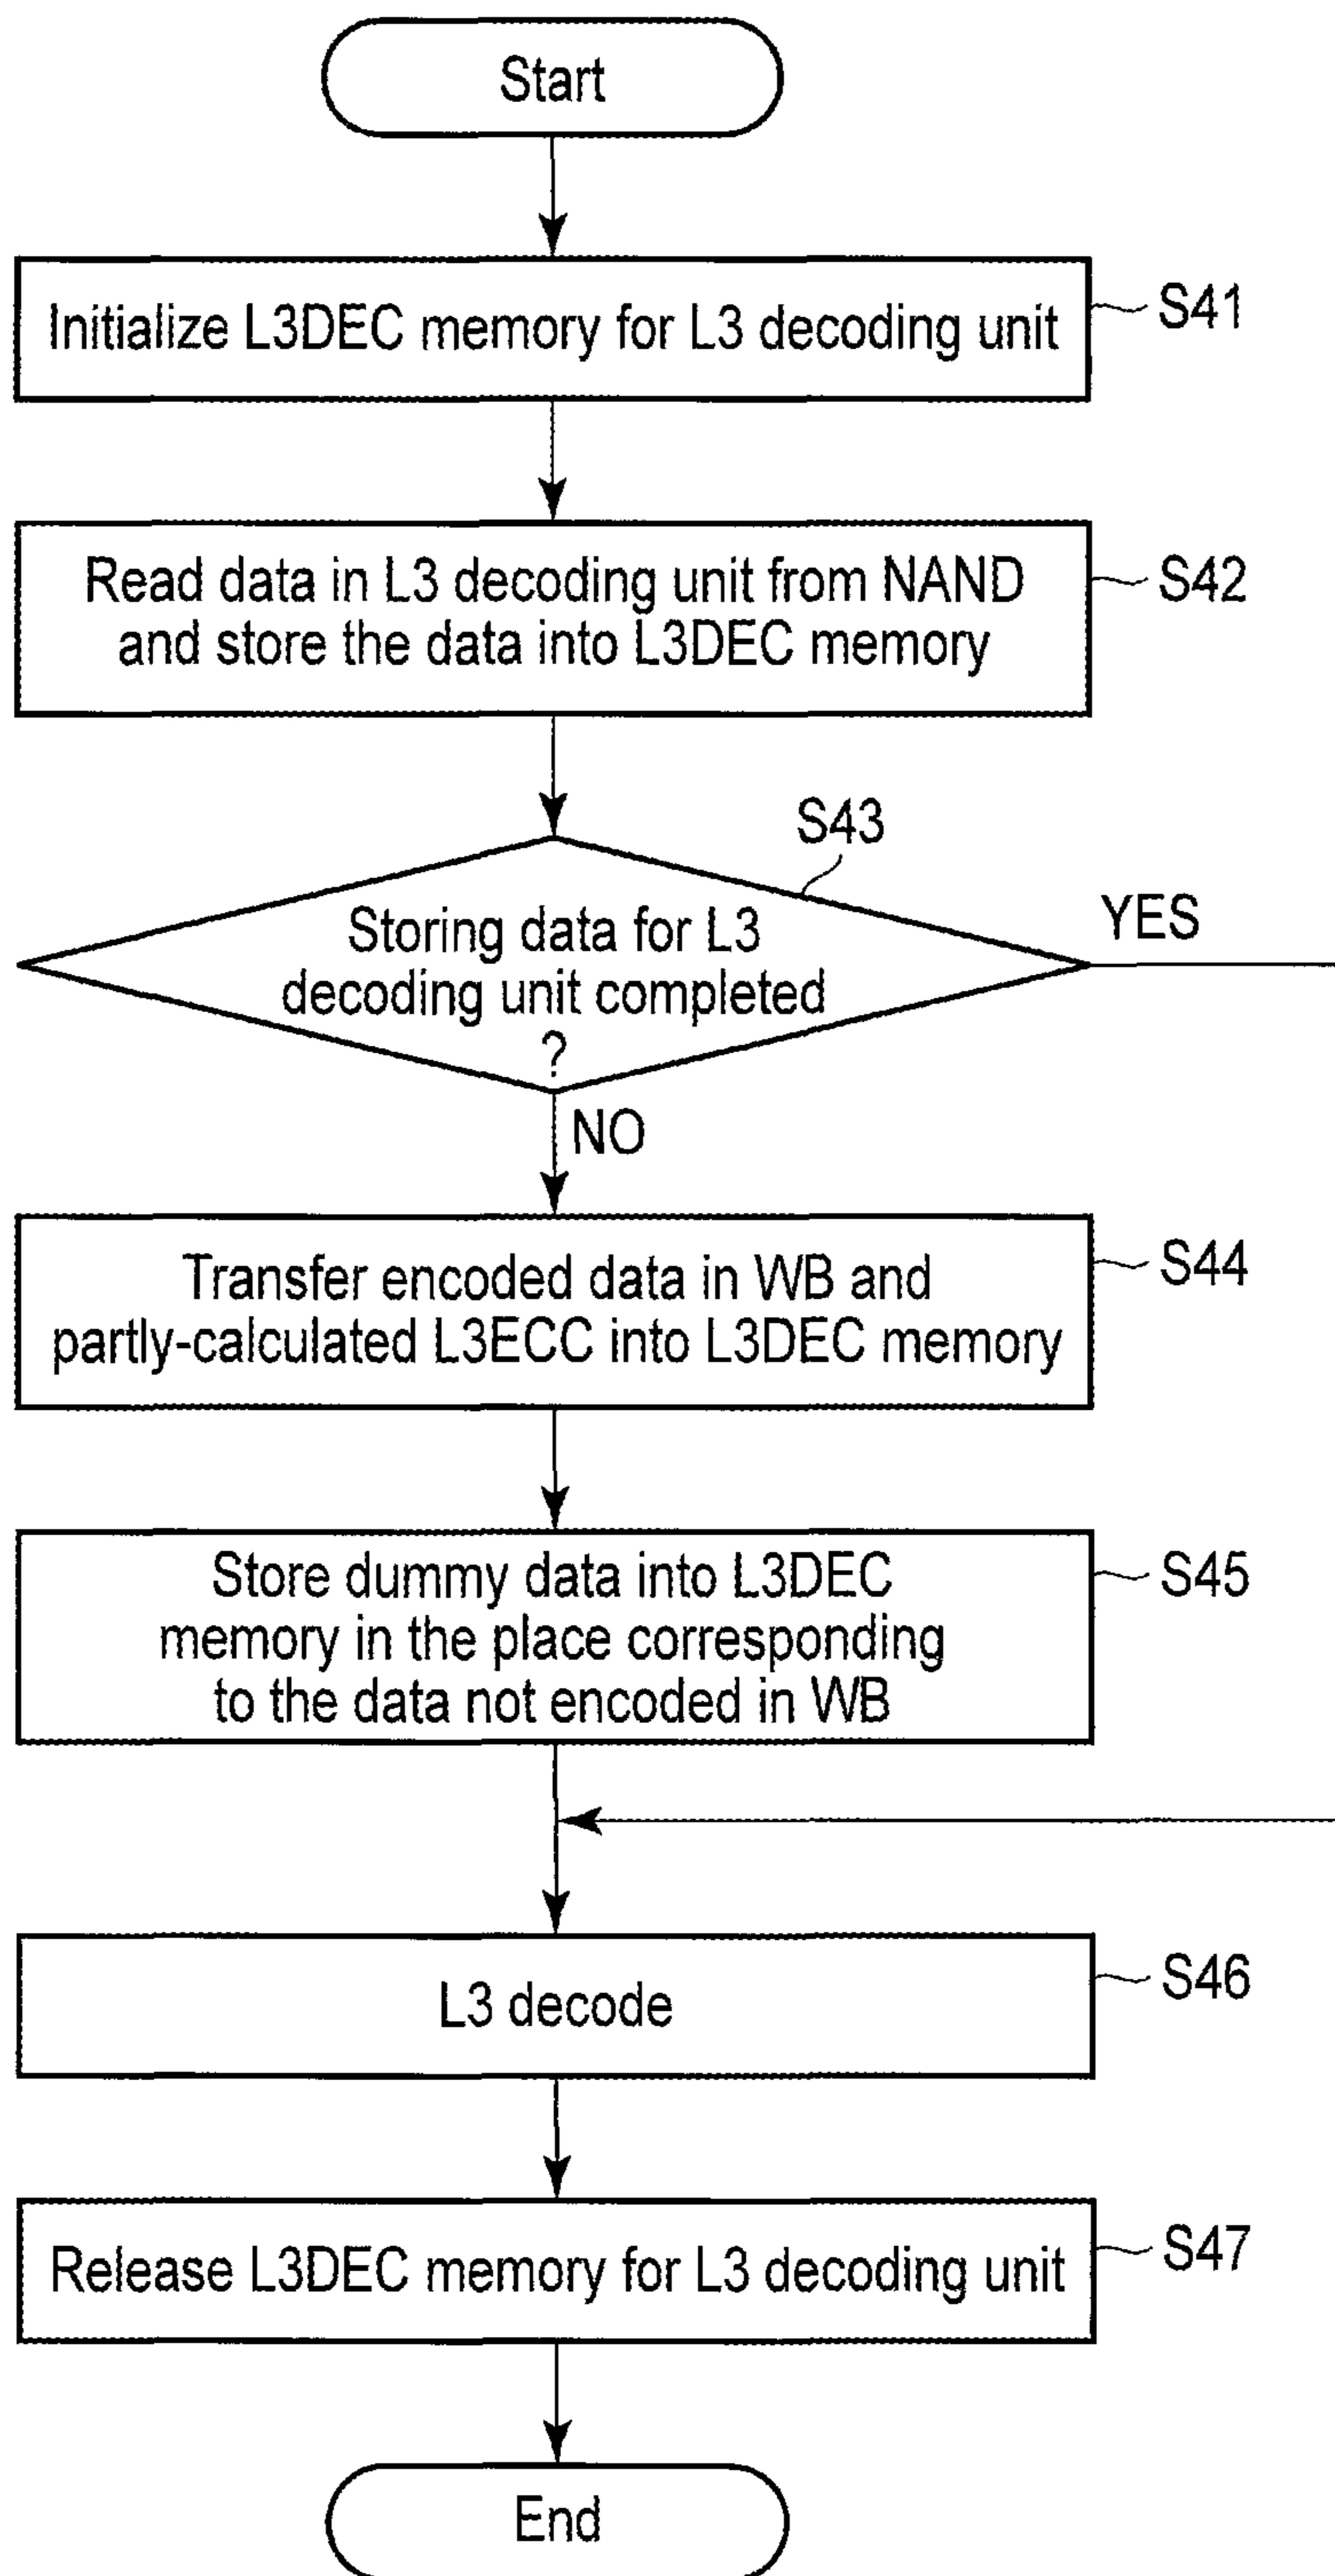 Start
Initialize L3DEC memory for L3 decoding unit
S41
Read data in L3 decoding unit from NAND
and store the data into L3DEC memory
S42
S43
Storing data for L3
decoding unit completed
?
YES
NO
Transfer encoded data in WB and
partly-calculated L3ECC into L3DEC memory
S44
Store dummy data into L3DEC
memory in the place corresponding
to the data not encoded in WB
S45
L3 decode
S46
Release L3DEC memory for L3 decoding unit
S47
End